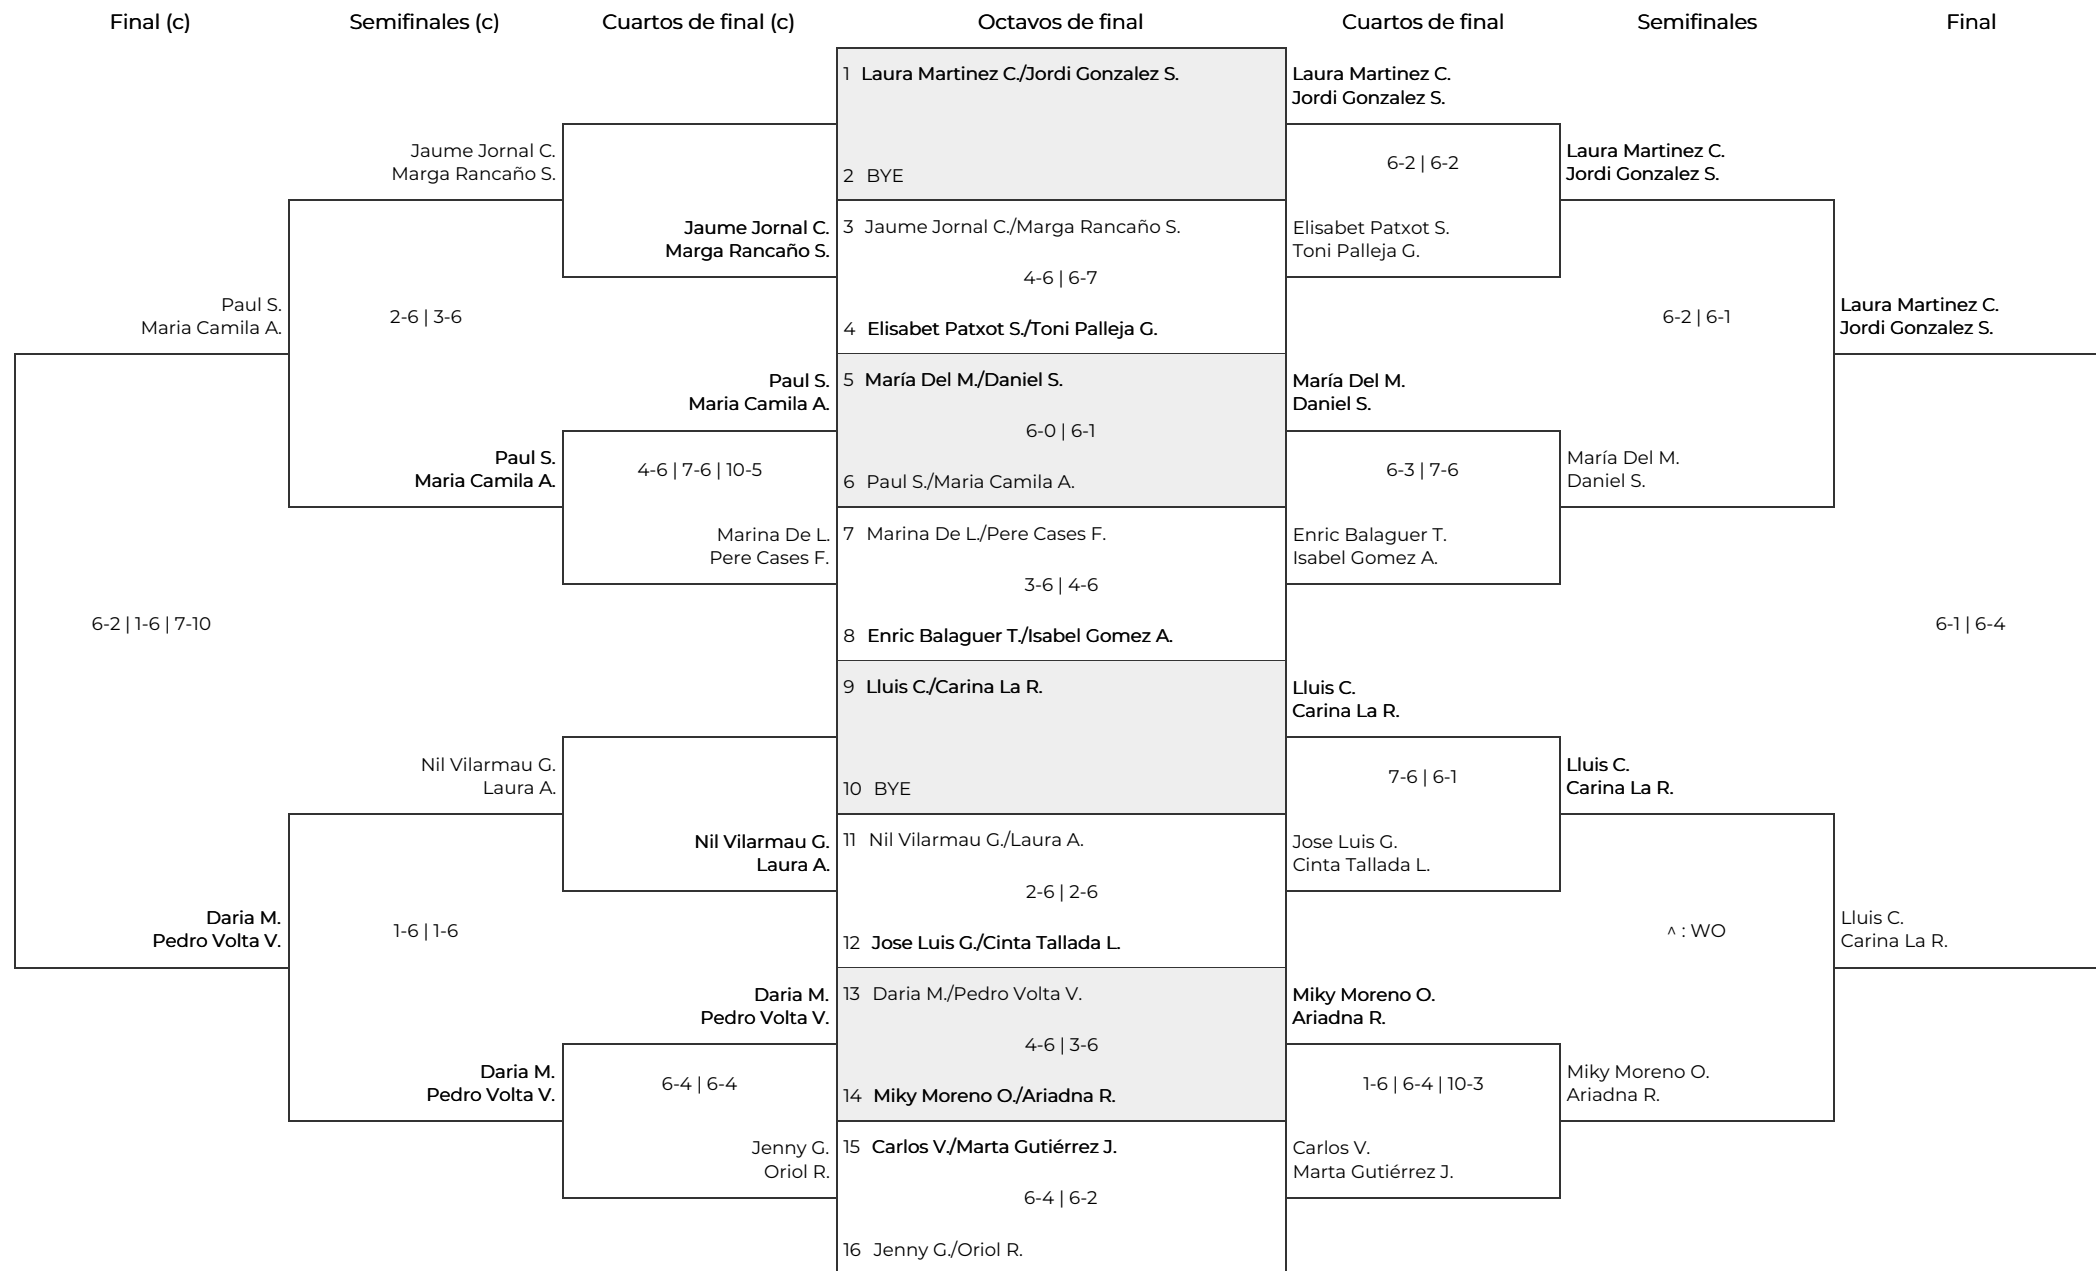 Final (c)
Semifinales (c)
Cuartos de final (c)
Octavos de final
Cuartos de final
Semifinales
Final
Paul S.
Maria Camila A.
6-2 | 1-6 | 7-10
Daria M.
Pedro Volta V.
Jaume Jornal C.
Marga Rancaño S.
2-6 | 3-6
Paul S.
Maria Camila A.
Nil Vilarmau G.
Laura A.
1-6 | 1-6
Daria M.
Pedro Volta V.
Jaume Jornal C.
Marga Rancaño S.
Paul S.
Maria Camila A.
4-6 | 7-6 | 10-5
Marina De L.
Pere Cases F.
Nil Vilarmau G.
Laura A.
Daria M.
Pedro Volta V.
6-4 | 6-4
Jenny G.
Oriol R.
1 Laura Martinez C./Jordi Gonzalez S.
2 BYE
3 Jaume Jornal C./Marga Rancaño S.
4-6 | 6-7
4 Elisabet Patxot S./Toni Palleja G.
5 María Del M./Daniel S.
6-0 | 6-1
6 Paul S./Maria Camila A.
7 Marina De L./Pere Cases F.
3-6 | 4-6
8 Enric Balaguer T./Isabel Gomez A.
9 Lluis C./Carina La R.
10 BYE
11 Nil Vilarmau G./Laura A.
2-6 | 2-6
12 Jose Luis G./Cinta Tallada L.
13 Daria M./Pedro Volta V.
4-6 | 3-6
14 Miky Moreno O./Ariadna R.
15 Carlos V./Marta Gutiérrez J.
6-4 | 6-2
16 Jenny G./Oriol R.
Laura Martinez C.
Jordi Gonzalez S.
6-2 | 6-2
Elisabet Patxot S.
Toni Palleja G.
María Del M.
Daniel S.
6-3 | 7-6
Enric Balaguer T.
Isabel Gomez A.
Lluis C.
Carina La R.
7-6 | 6-1
Jose Luis G.
Cinta Tallada L.
Miky Moreno O.
Ariadna R.
1-6 | 6-4 | 10-3
Carlos V.
Marta Gutiérrez J.
Laura Martinez C.
Jordi Gonzalez S.
6-2 | 6-1
María Del M.
Daniel S.
Lluis C.
Carina La R.
^ : WO
Miky Moreno O.
Ariadna R.
Laura Martinez C.
Jordi Gonzalez S.
6-1 | 6-4
Lluis C.
Carina La R.